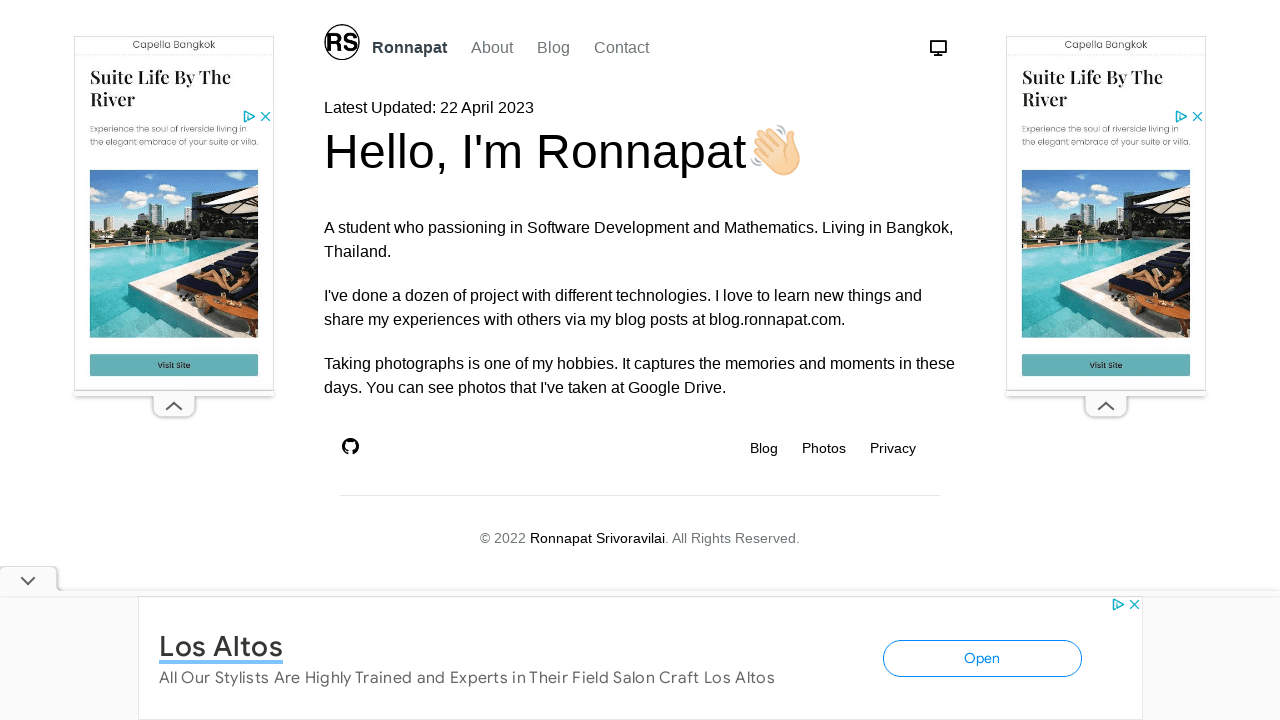 RS Ronnapat About Blog Contact
Latest Updated: 22 April 2023
Hello, I'm Ronnapat
A student who passioning in Software Development and Mathematics. Living in Bangkok,
Thailand.
I've done a dozen of project with different technologies. I love to learn new things and
share my experiences with others via my blog posts at blog.ronnapat.com.
Taking photographs is one of my hobbies. It captures the memories and moments in these
days. You can see photos that I've taken at Google Drive.
Blog Photos Privacy
© 2022 Ronnapat Srivoravilai. All Rights Reserved.
Capella Bangkok
Suite Life By The
River
Experience the soul of riverside living in
the elegant embrace of your suite or villa.
Visit Site
Capella Bangkok
Suite Life By The
River
Experience the soul of riverside living in
the elegant embrace of your suite or villa.
Visit Site
Los Altos
All Our Stylists Are Highly Trained and Experts in Their Field Salon Craft Los Altos
Open